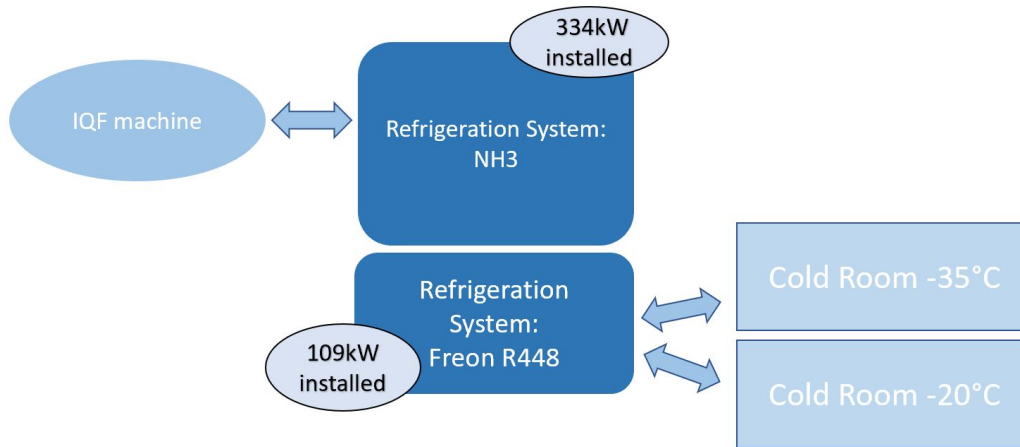 334kW
installed
IQF machine
Refrigeration System:
NH3
Refrigeration
System:
Freon R448
109kW
installed
Cold Room -35°C
Cold Room -20°C